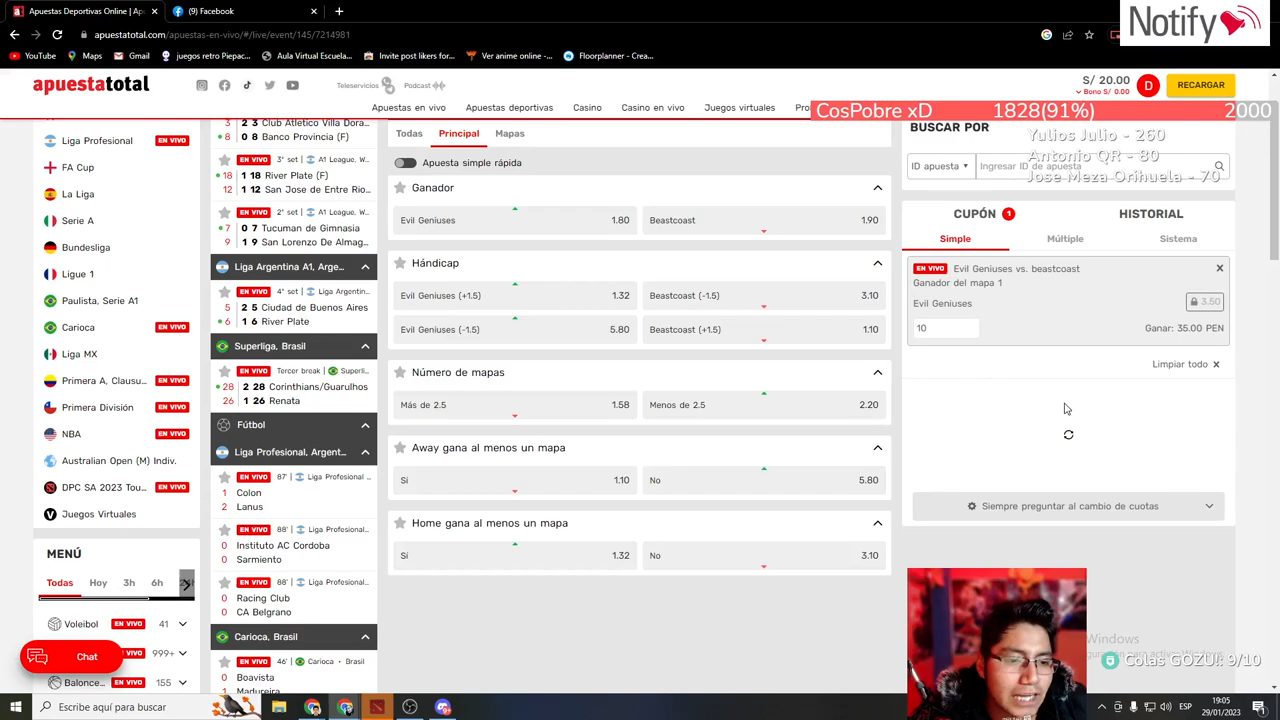 Apuestas Deportivas Online | Ap
(9) Facebook
apuestatotal.com/apuestas-en-vivo/#/live/event/145/7214981
YouTube
Maps
Gmail
juegos retro Piepac...
Aula Virtual Escuela...
Invite post likers for...
Ver anime online -...
Floorplanner - Crea...
Notify
apuestatotal
Teleservicios
Podcast
S/ 20.00
Bono S/ 0.00
D
RECARGAR
Apuestas en vivo
Apuestas deportivas
Casino
Casino en vivo
Juegos virtuales
Pro
CosPobre xD 1828(91%) 2000
Yulios Julio - 260
Antonio QR - 80
Jose Meza Orihuela - 70
BUSCAR POR
ID apuesta
Ingresar ID de apuesta
Liga Profesional EN VIVO
FA Cup
La Liga
Serie A
Bundesliga
Ligue 1
Paulista, Serie A1
Carioca EN VIVO
Liga MX
Primera A, Clausu... EN VIVO
Primera División EN VIVO
NBA EN VIVO
Australian Open (M) Indiv.
DPC SA 2023 Tou... EN VIVO
Juegos Virtuales
MENÚ
Todas Hoy 3h 6h
Voleibol EN VIVO 41
EN VIVO 999+
Balonce... EN VIVO 155
Chat
3 2 3 Club Atletico Villa Dora...
8 0 8 Banco Provincia (F)
EN VIVO 3° set | A1 League, W...
18 1 18 River Plate (F)
12 1 12 San Jose de Entre Rio...
EN VIVO 2° set | A1 League, W...
7 0 7 Tucuman de Gimnasia
9 1 9 San Lorenzo De Almag...
Liga Argentina A1, Arge...
EN VIVO 4° set | Liga Argentin...
5 2 5 Ciudad de Buenos Aires
6 1 6 River Plate
Superliga, Brasil
EN VIVO Tercer break | Superli...
28 2 28 Corinthians/Guarulhos
26 1 26 Renata
Fútbol
Liga Profesional, Argent...
EN VIVO 87' | Liga Profesional ...
1 Colon
2 Lanus
EN VIVO 88' | Liga Profesional...
0 Instituto AC Cordoba
0 Sarmiento
EN VIVO 88' | Liga Profesional...
0 Racing Club
0 CA Belgrano
Carioca, Brasil
EN VIVO 46' | Carioca • Brasil
0 Boavista
1 Madureira
Todas Principal Mapas
Apuesta simple rápida
Ganador
Evil Geniuses 1.80 Beastcoast 1.90
Hándicap
Evil Geniuses (+1.5) 1.32 Beastcoast (-1.5) 3.10
Evil Geniuses (-1.5) 5.80 Beastcoast (+1.5) 1.10
Número de mapas
Más de 2.5 1.58 Menos de 2.5 2.20
Away gana al menos un mapa
Sí 1.10 No 5.80
Home gana al menos un mapa
Sí 1.32 No 3.10
CUPÓN 1 HISTORIAL
Simple Múltiple Sistema
EN VIVO Evil Geniuses vs. beastcoast
Ganador del mapa 1
Evil Geniuses 3.50
10 Ganar: 35.00 PEN
Limpiar todo
Siempre preguntar al cambio de cuotas
Windows
Colas GOZU!: 9/10
Escribe aquí para buscar
ESP
19:05
29/01/2023